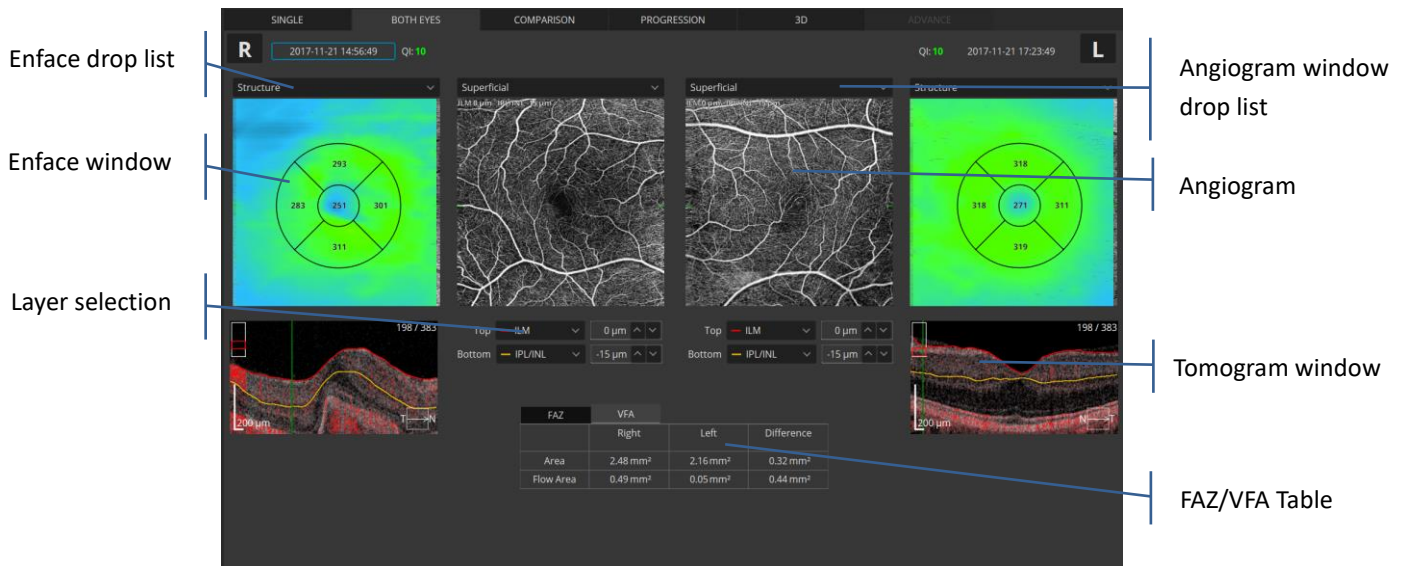 SINGLE BOTH EYES COMPARISON PROGRESSION 3D ADVANCE
R 2017-11-21 14:56:49 QI: 10 QI: 10 2017-11-21 17:23:49 L
Enface drop list
Structure Superficial Superficial Structure
Angiogram window
drop list
Enface window
293
283 251 301
311
318
318 271 311
319
Angiogram
Layer selection
198 / 383
Top ILM 0 µm
Bottom IPL/INL -15 µm
Top ILM 0 µm
Bottom IPL/INL -15 µm
198 / 383
Tomogram window
200 µm T N
200 µm N T
FAZ VFA
Right Left Difference
Area 2.48 mm² 2.16 mm² 0.32 mm²
Flow Area 0.49 mm² 0.05 mm² 0.44 mm²
FAZ/VFA Table